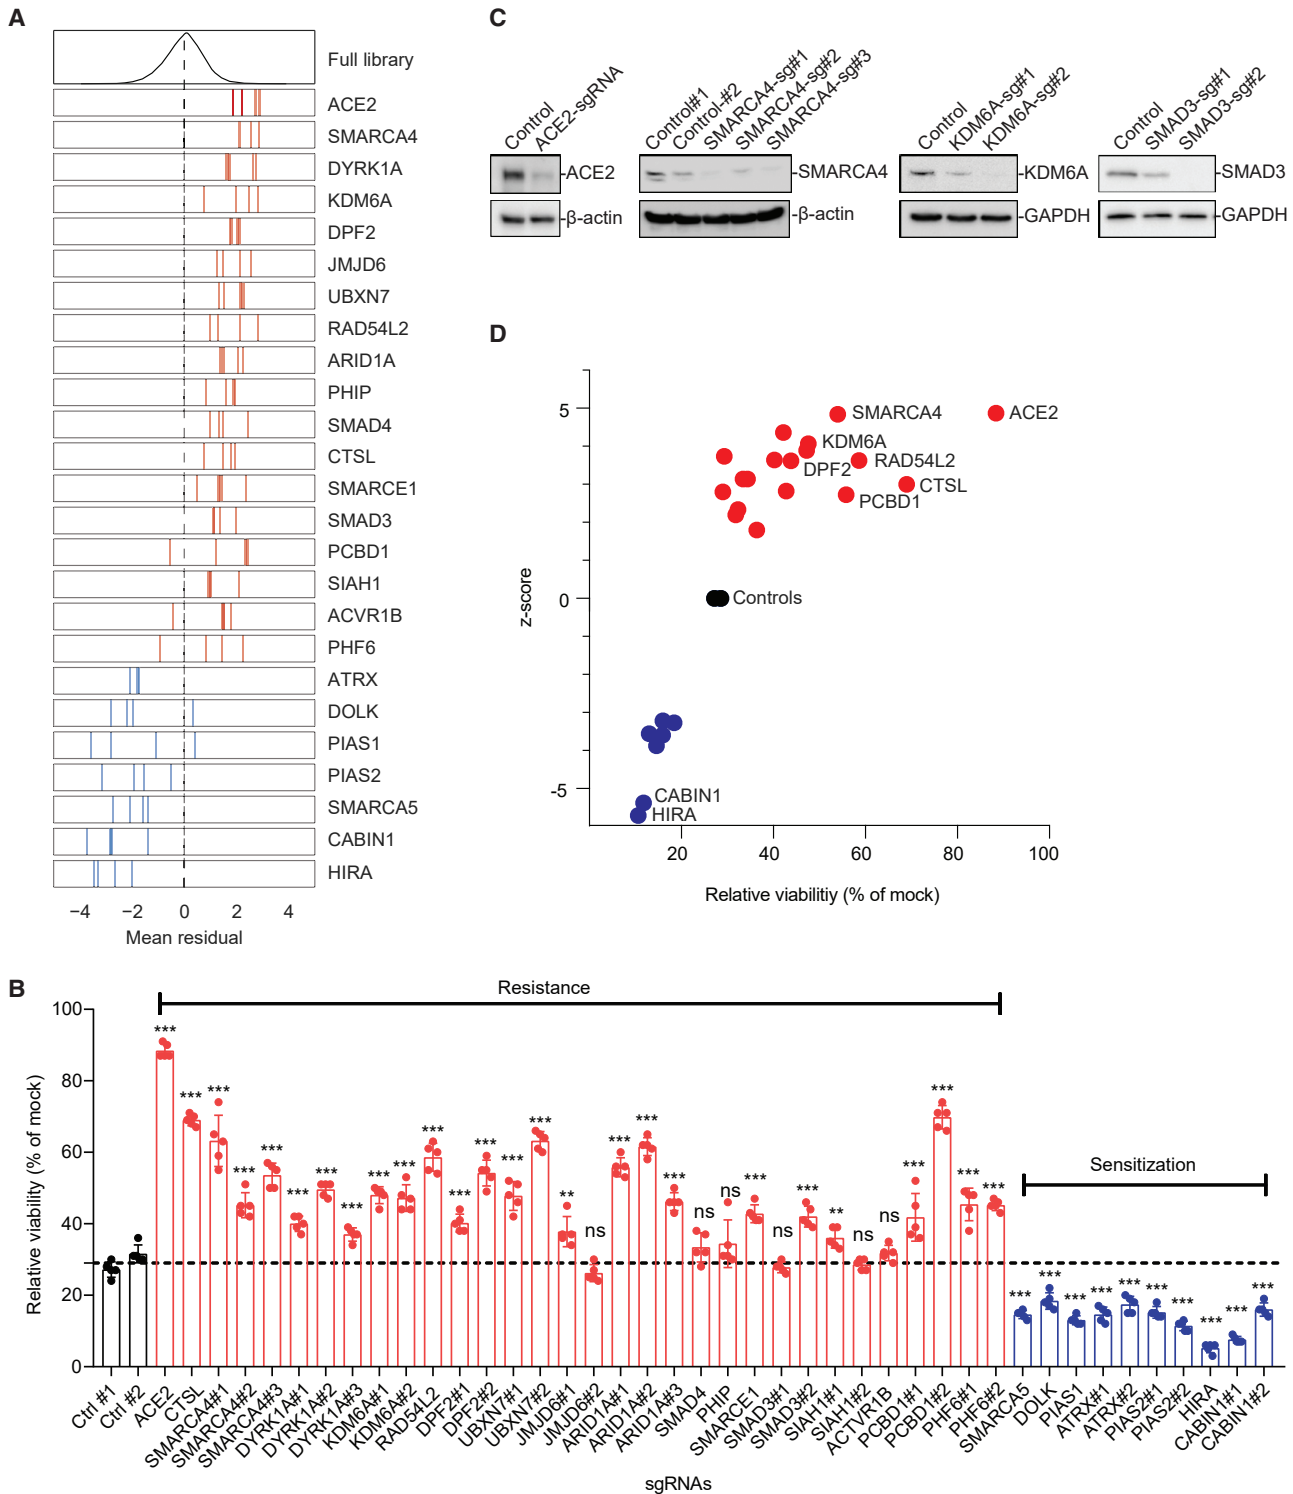 A
Full library
ACE2
SMARCA4
DYRK1A
KDM6A
DPF2
JMJD6
UBXN7
RAD54L2
ARID1A
PHIP
SMAD4
CTSL
SMARCE1
SMAD3
PCBD1
SIAH1
ACVR1B
PHF6
ATRX
DOLK
PIAS1
PIAS2
SMARCA5
CABIN1
HIRA
−4 −2 0 2 4
Mean residual
C
Control
ACE2-sgRNA
-ACE2
-β-actin
Control#1
Control-#2
SMARCA4-sg#1
SMARCA4-sg#2
SMARCA4-sg#3
-SMARCA4
-β-actin
Control
KDM6A-sg#1
KDM6A-sg#2
-KDM6A
-GAPDH
Control
SMAD3-sg#1
SMAD3-sg#2
-SMAD3
-GAPDH
D
z-score
5
0
-5
SMARCA4
ACE2
KDM6A
DPF2
RAD54L2
CTSL
PCBD1
Controls
CABIN1
HIRA
20 40 60 80 100
Relative viabilitiy (% of mock)
B
Resistance
Sensitization
Relative viability (% of mock)
100
80
60
40
20
0
*** *** *** *** *** *** *** *** *** *** *** *** *** *** *** ** ns *** *** *** ns ns *** ns *** ** ns ns *** *** *** *** *** *** *** *** *** *** *** *** *** ***
Ctrl #1
Ctrl #2
ACE2
CTSL
SMARCA4#1
SMARCA4#2
SMARCA4#3
DYRK1A#1
DYRK1A#2
DYRK1A#3
KDM6A#1
KDM6A#2
RAD54L2
DPF2#1
DPF2#2
UBXN7#1
UBXN7#2
JMJD6#1
JMJD6#2
ARID1A#1
ARID1A#2
ARID1A#3
SMAD4
PHIP
SMARCE1
SMAD3#1
SMAD3#2
SIAH1#1
SIAH1#2
ACTVR1B
PCBD1#1
PCBD1#2
PHF6#1
PHF6#2
SMARCA5
DOLK
PIAS1
ATRX#1
ATRX#2
PIAS2#1
PIAS2#2
HIRA
CABIN1#1
CABIN1#2
sgRNAs